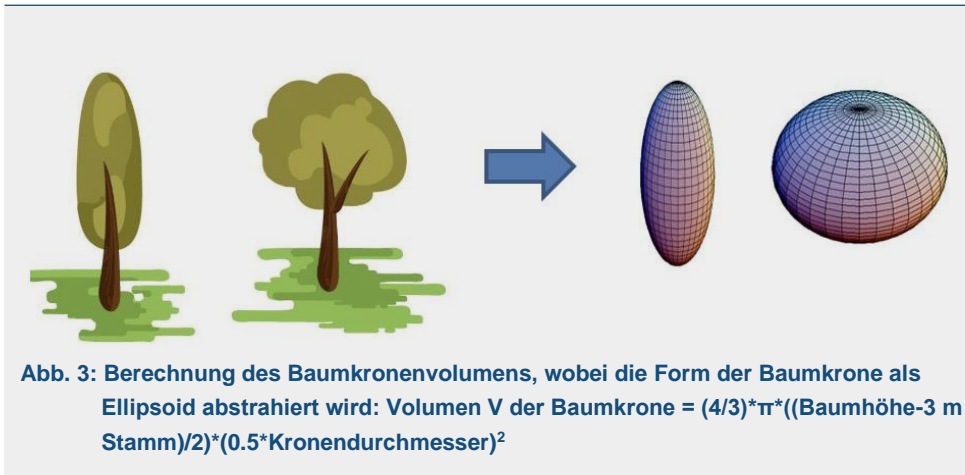 Abb. 3: Berechnung des Baumkronenvolumens, wobei die Form der Baumkrone als
Ellipsoid abstrahiert wird: Volumen V der Baumkrone = (4/3)*π*((Baumhöhe-3 m
Stamm)/2)*(0.5*Kronendurchmesser)²